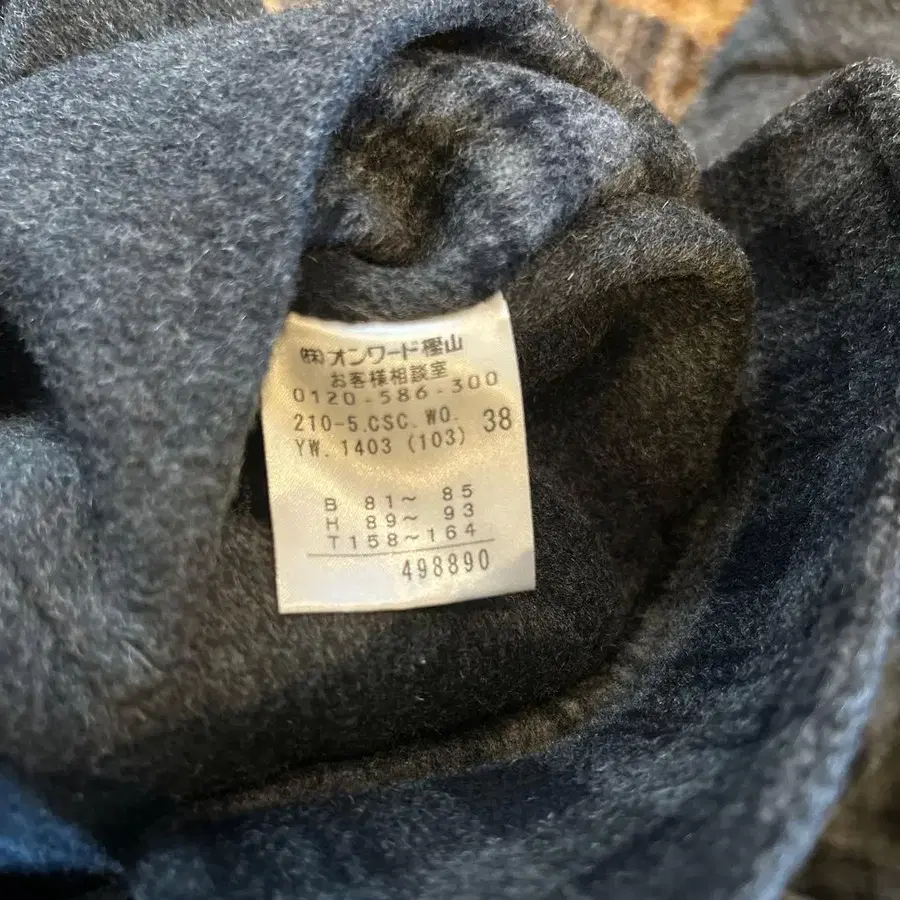 ㈱オンワード樫山
お客様相談室
0120-586-300
210-5.CSC.WO. 38
YW. 1403 (103)
B 81~ 85
H 89~ 93
T158~164
498890